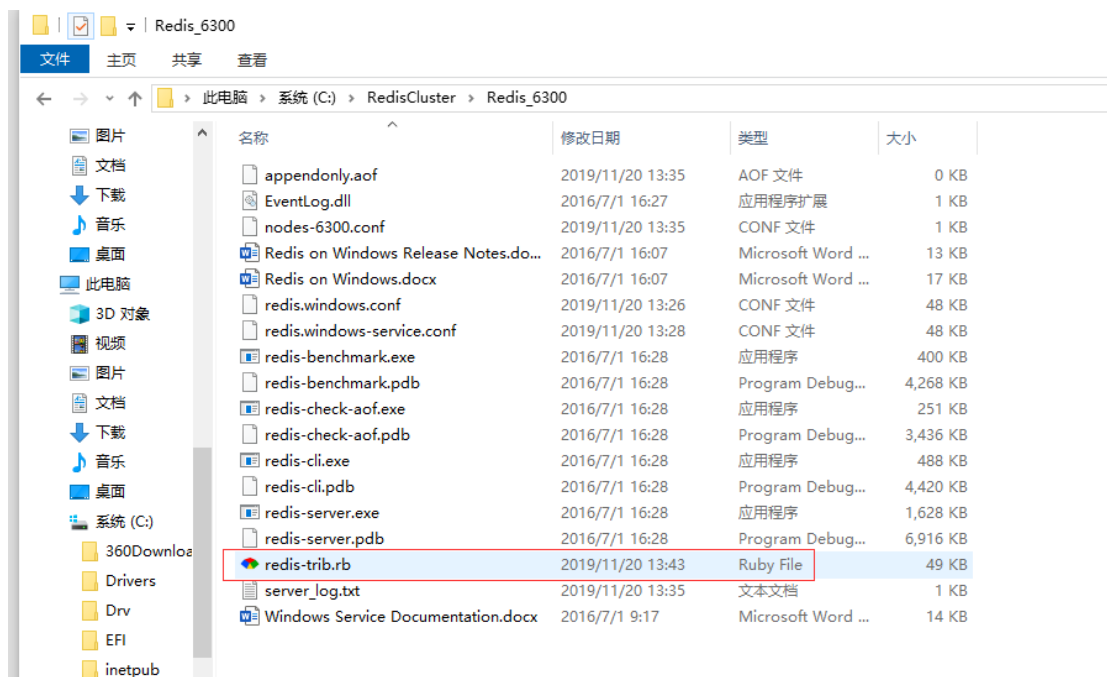 Redis_6300
文件 主页 共享 查看
此电脑 系统 (C:) RedisCluster Redis_6300
图片
文档
下载
音乐
桌面
此电脑
3D 对象
视频
图片
文档
下载
音乐
桌面
系统 (C:)
360Downloa
Drivers
Drv
EFI
inetpub
名称 修改日期 类型 大小
appendonly.aof 2019/11/20 13:35 AOF 文件 0 KB
EventLog.dll 2016/7/1 16:27 应用程序扩展 1 KB
nodes-6300.conf 2019/11/20 13:35 CONF 文件 1 KB
Redis on Windows Release Notes.do... 2016/7/1 16:07 Microsoft Word ... 13 KB
Redis on Windows.docx 2016/7/1 16:07 Microsoft Word ... 17 KB
redis.windows.conf 2019/11/20 13:26 CONF 文件 48 KB
redis.windows-service.conf 2019/11/20 13:28 CONF 文件 48 KB
redis-benchmark.exe 2016/7/1 16:28 应用程序 400 KB
redis-benchmark.pdb 2016/7/1 16:28 Program Debug... 4,268 KB
redis-check-aof.exe 2016/7/1 16:28 应用程序 251 KB
redis-check-aof.pdb 2016/7/1 16:28 Program Debug... 3,436 KB
redis-cli.exe 2016/7/1 16:28 应用程序 488 KB
redis-cli.pdb 2016/7/1 16:28 Program Debug... 4,420 KB
redis-server.exe 2016/7/1 16:28 应用程序 1,628 KB
redis-server.pdb 2016/7/1 16:28 Program Debug... 6,916 KB
redis-trib.rb 2019/11/20 13:43 Ruby File 49 KB
server_log.txt 2019/11/20 13:35 文本文档 1 KB
Windows Service Documentation.docx 2016/7/1 9:17 Microsoft Word ... 14 KB